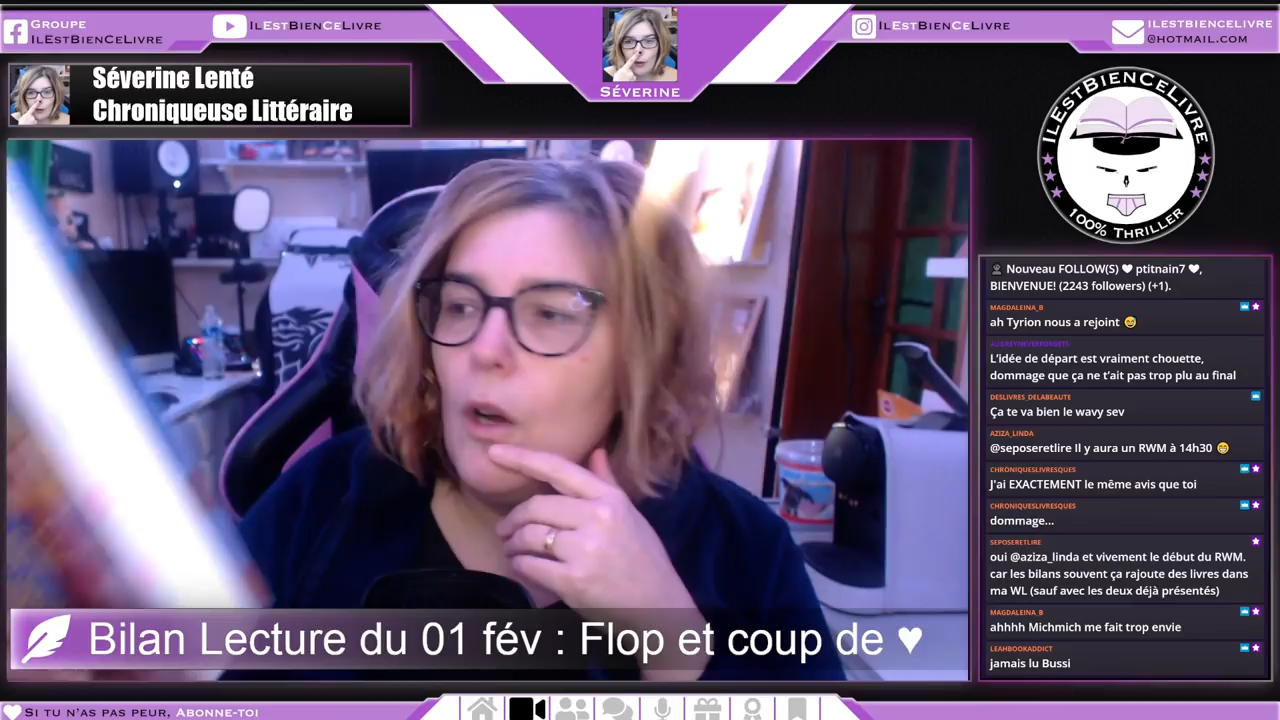 GROUPE
ILESTBIENCELIVRE
ILESTBIENCELIVRE
SÉVERINE
ILESTBIENCELIVRE
ILESTBIENCELIVRE
@HOTMAIL.COM
Séverine Lenté
Chroniqueuse Littéraire
ILESTBIENCELIVRE
100% THRILLER
Nouveau FOLLOW(S) ♥ ptitnain7 ♥,
BIENVENUE! (2243 followers) (+1).
MAGDALEINA_B
ah Tyrion nous a rejoint 😅
L'idée de départ est vraiment chouette,
dommage que ça ne t'ait pas trop plu au final
DESLIVRES_DELABEAUTE
Ça te va bien le wavy sev
AZIZA_LINDA
@seposeretlire Il y aura un RWM à 14h30 😁
CHRONIQUESLIVRESQUES
J'ai EXACTEMENT le même avis que toi
CHRONIQUESLIVRESQUES
dommage...
SEPOSERETLIRE
oui @aziza_linda et vivement le début du RWM.
car les bilans souvent ça rajoute des livres dans
ma WL (sauf avec les deux déjà présentés)
MAGDALEINA_B
ahhhh Michmich me fait trop envie
LEAHBOOKADDICT
jamais lu Bussi
Bilan Lecture du 01 fév : Flop et coup de ♥
SI TU N'AS PAS PEUR, ABONNE-TOI